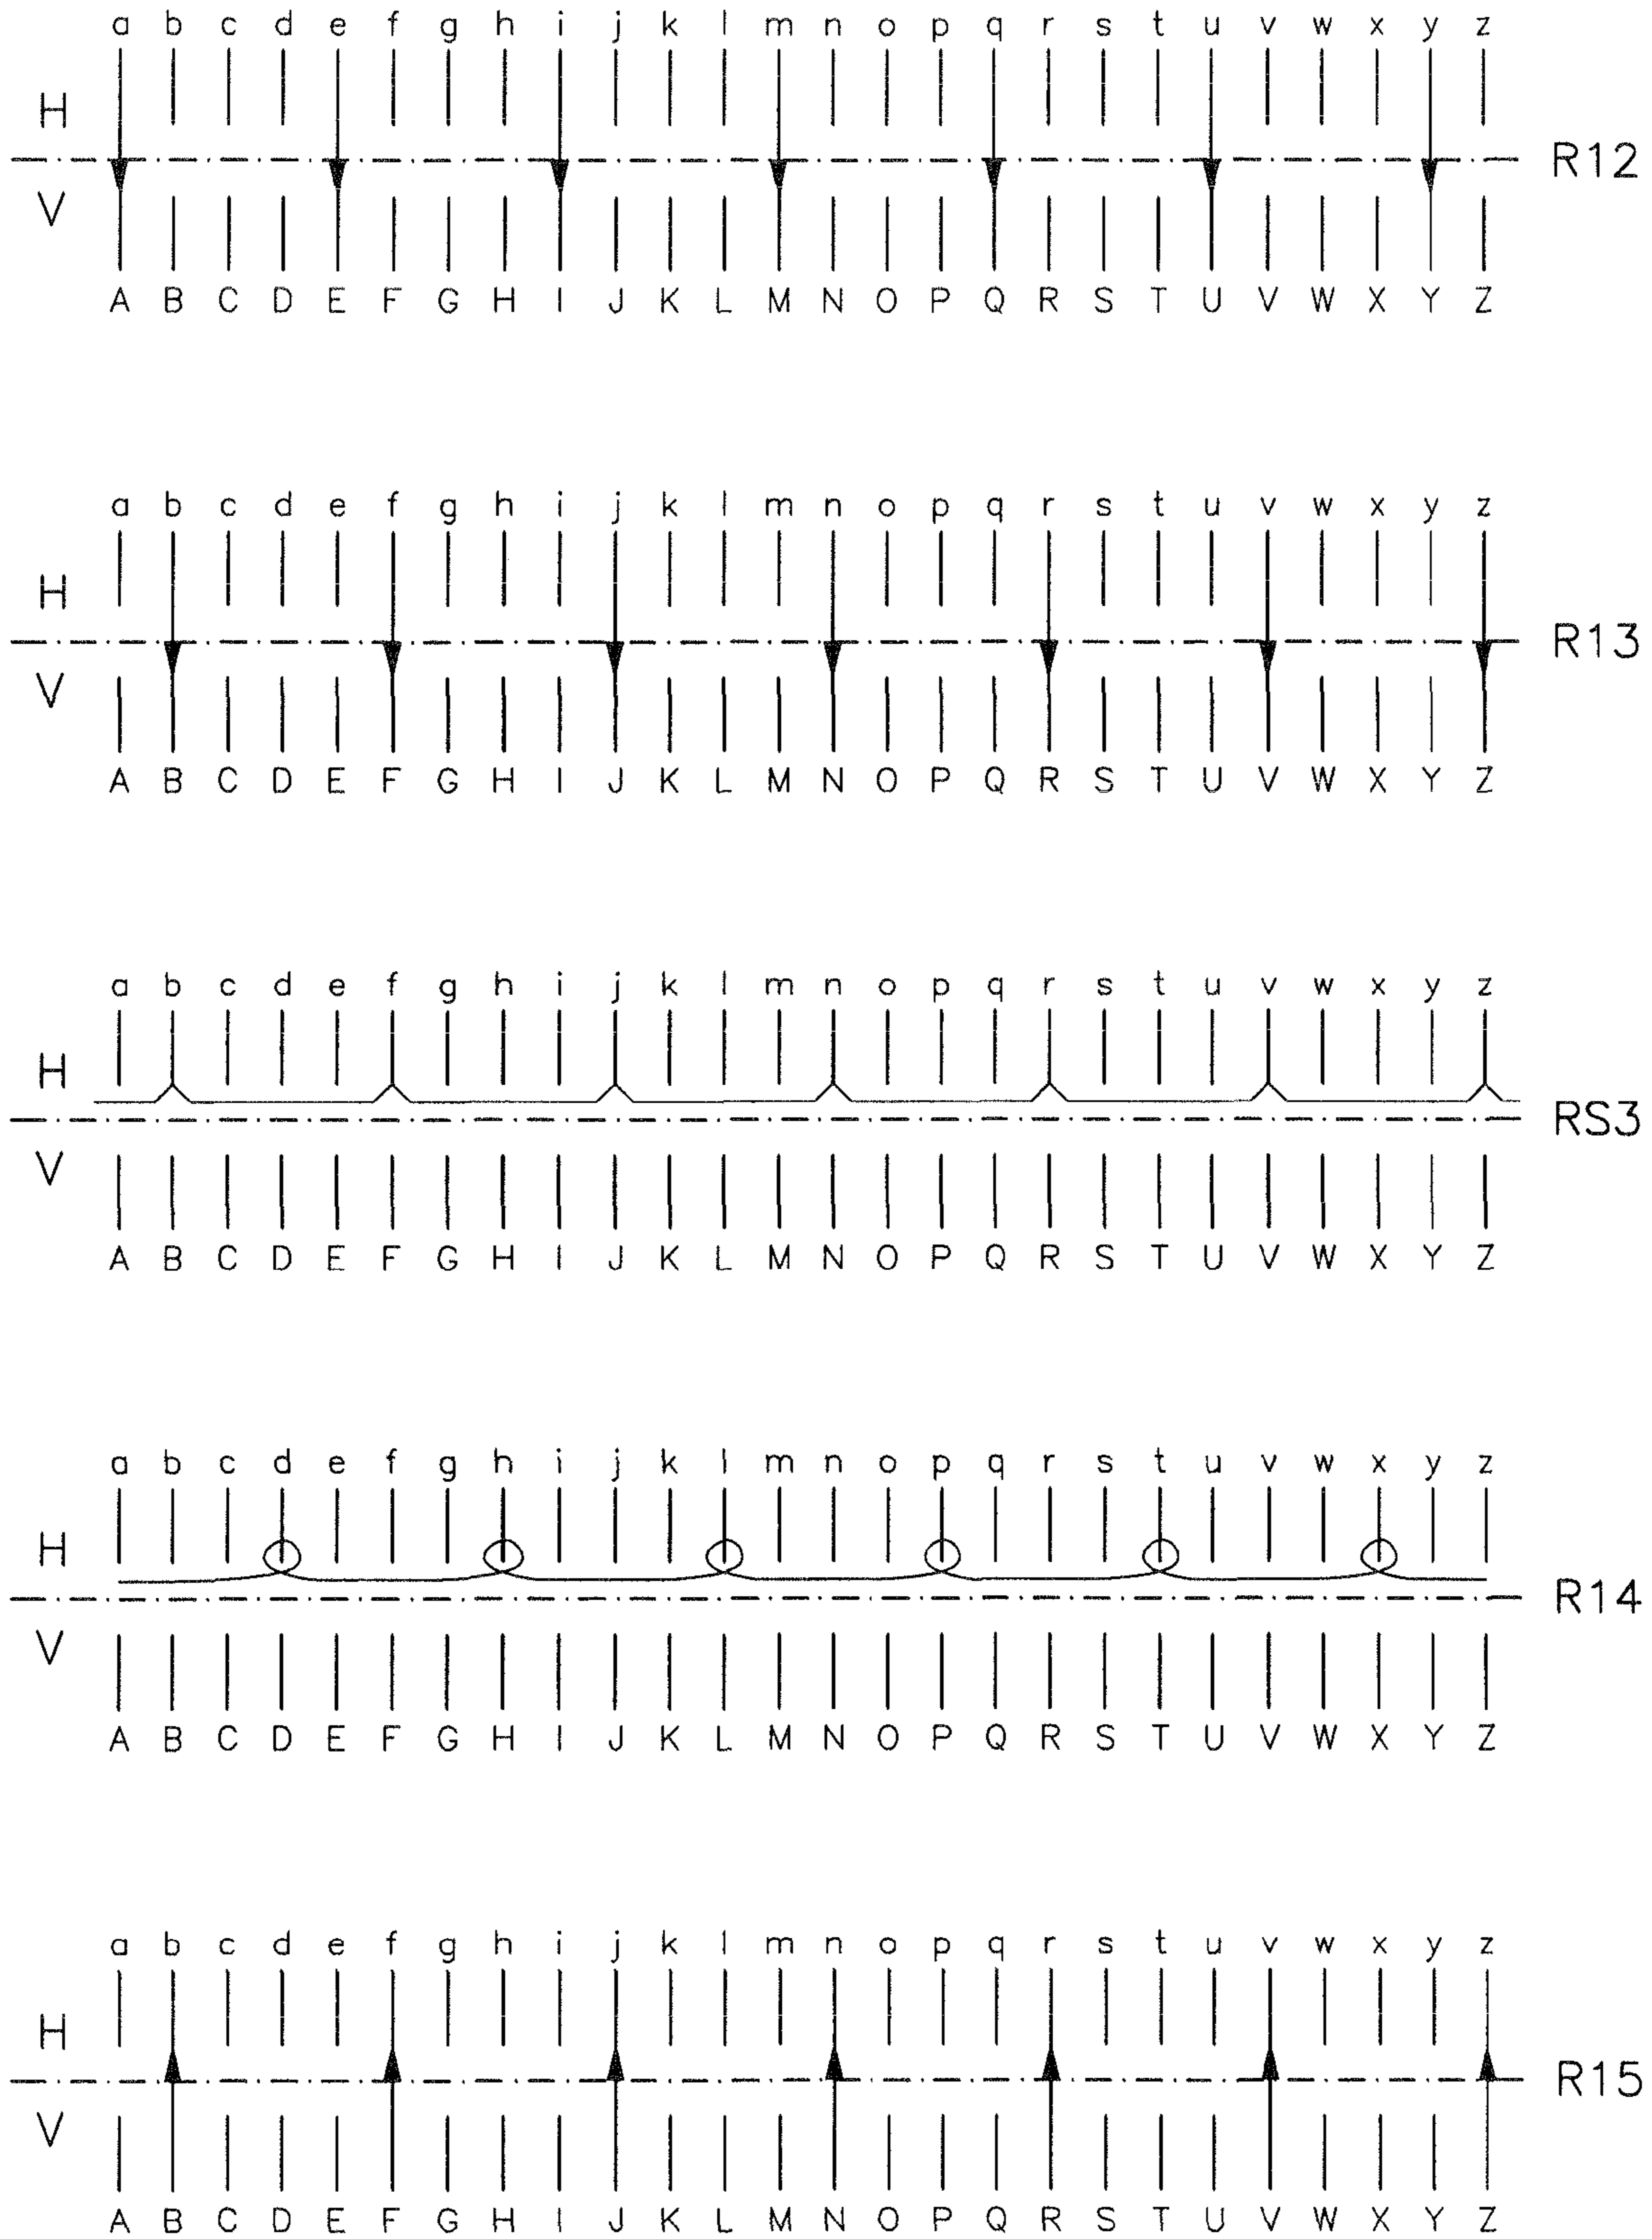 a b c d e f g h i j k l m n o p q r s t u v w x y z
H
R12
V
A B C D E F G H I J K L M N O P Q R S T U V W X Y Z
a b c d e f g h i j k l m n o p q r s t u v w x y z
H
R13
V
A B C D E F G H I J K L M N O P Q R S T U V W X Y Z
a b c d e f g h i j k l m n o p q r s t u v w x y z
H
RS3
V
A B C D E F G H I J K L M N O P Q R S T U V W X Y Z
a b c d e f g h i j k l m n o p q r s t u v w x y z
H
R14
V
A B C D E F G H I J K L M N O P Q R S T U V W X Y Z
a b c d e f g h i j k l m n o p q r s t u v w x y z
H
R15
V
A B C D E F G H I J K L M N O P Q R S T U V W X Y Z